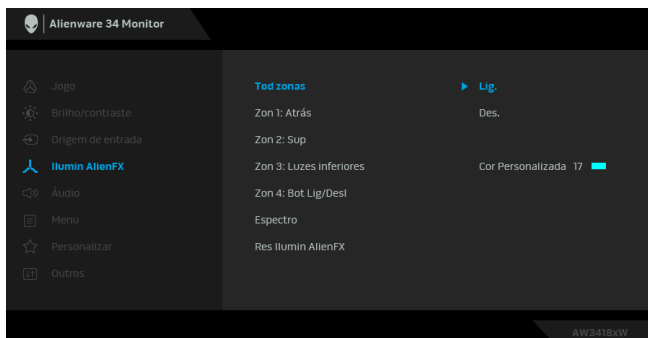 Alienware 34 Monitor
Jogo
Tod zonas
Lig.
Brilho/contraste
Zon 1: Atrás
Des.
Origem de entrada
Zon 2: Sup
Ilumin AlienFX
Zon 3: Luzes inferiores
Cor Personalizada 17
Áudio
Zon 4: Bot Lig/Desl
Menu
Espectro
Personalizar
Res Ilumin AlienFX
Outros
AW3418xW